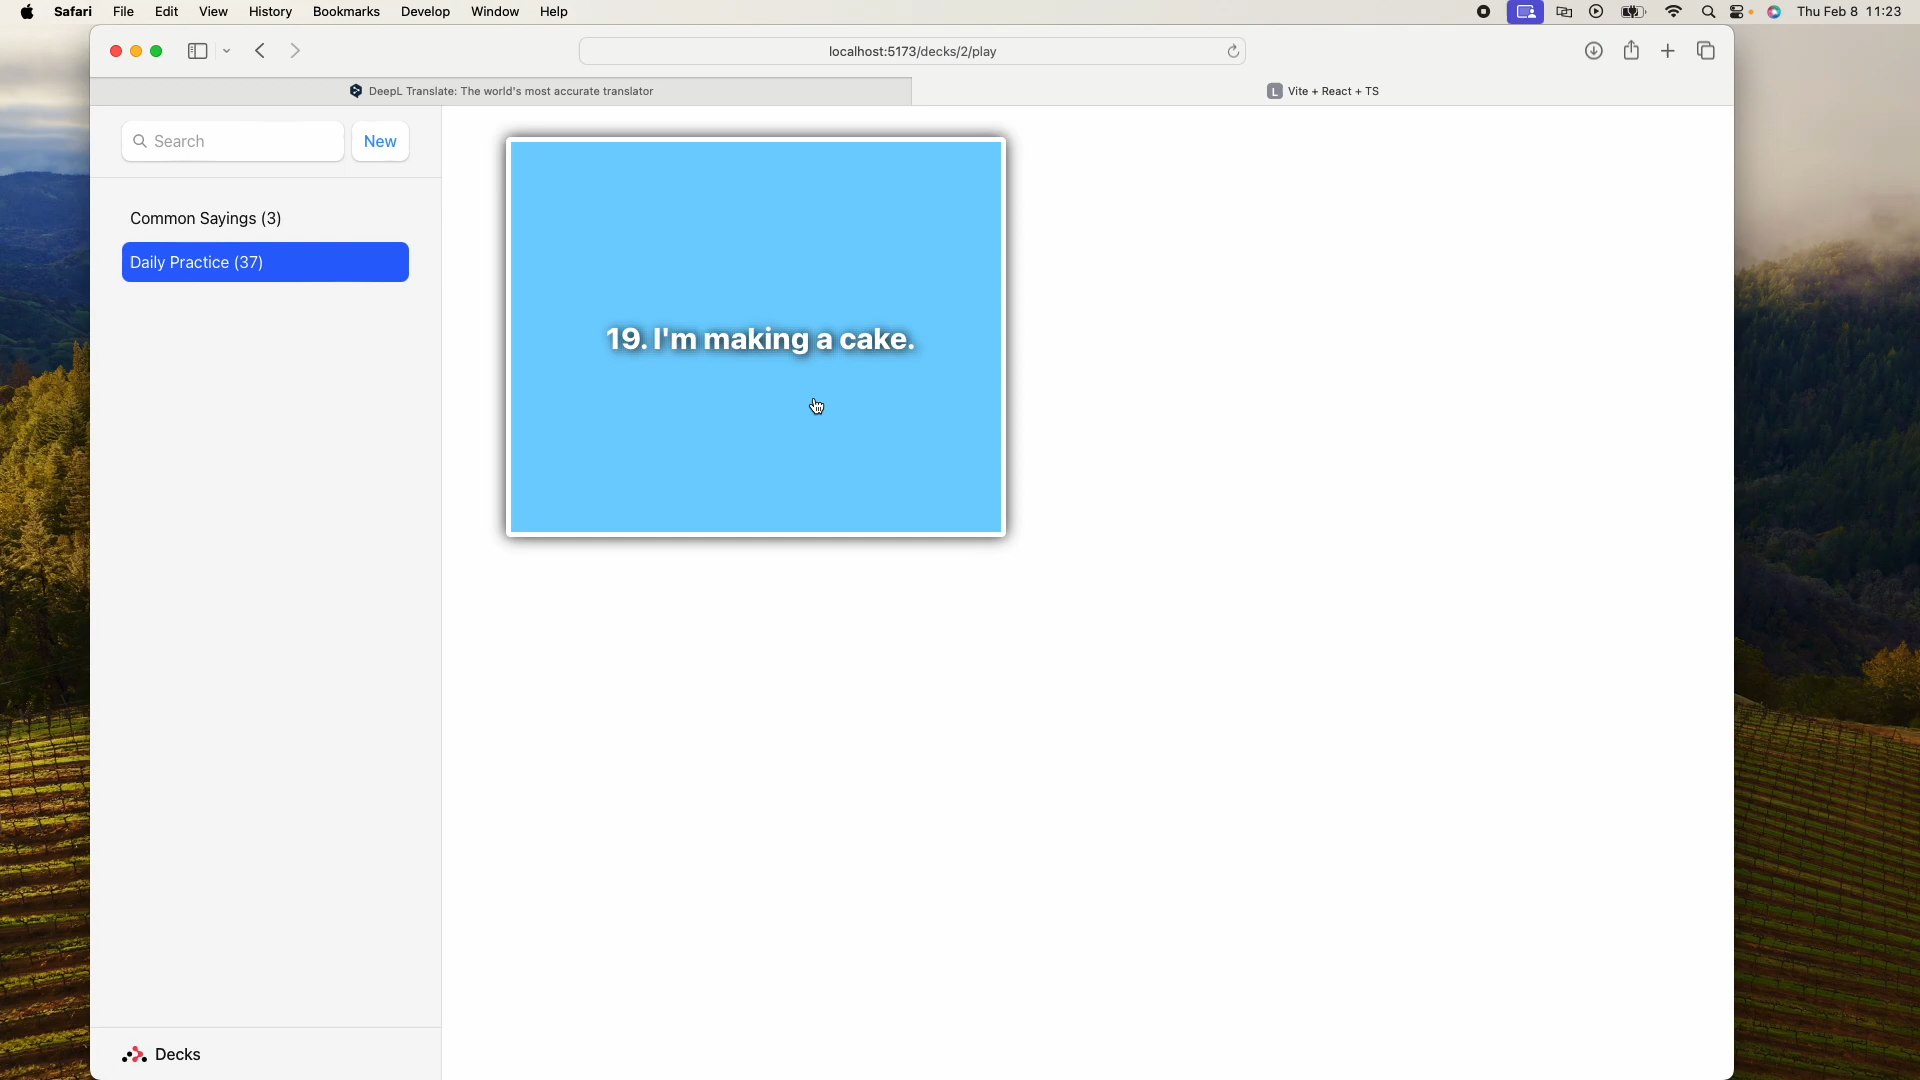 Safari File Edit View History Bookmarks Develop Window Help
Thu Feb 8 11:23
localhost:5173/decks/2/play
DeepL Translate: The world's most accurate translator
L Vite + React + TS
Search
New
Common Sayings (3)
Daily Practice (37)
19. I'm making a cake.
Decks